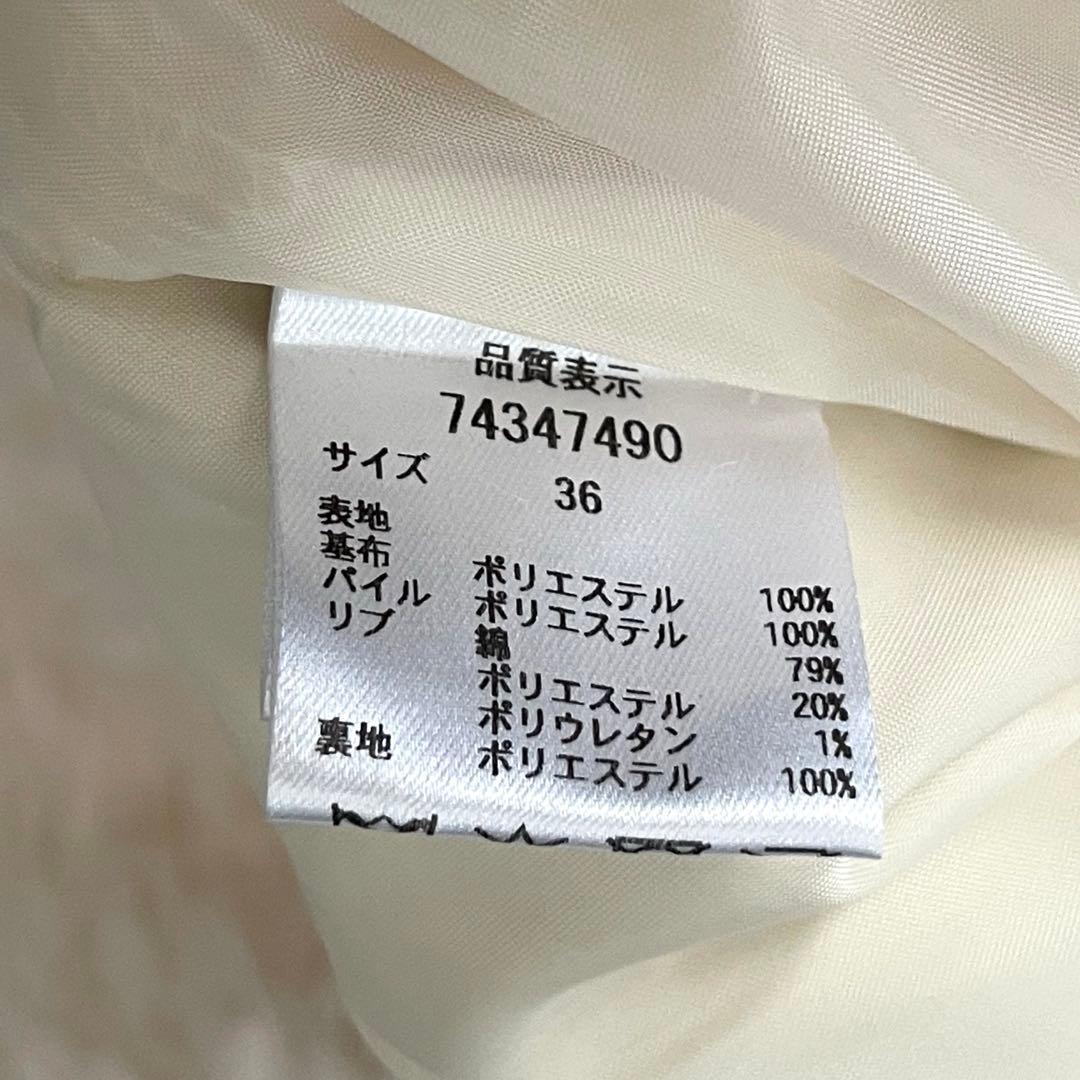 品質表示
74347490
サイズ 36
表地
基布 ポリエステル 100%
パイル ポリエステル 100%
リブ 綿 79%
ポリエステル 20%
ポリウレタン 1%
裏地 ポリエステル 100%